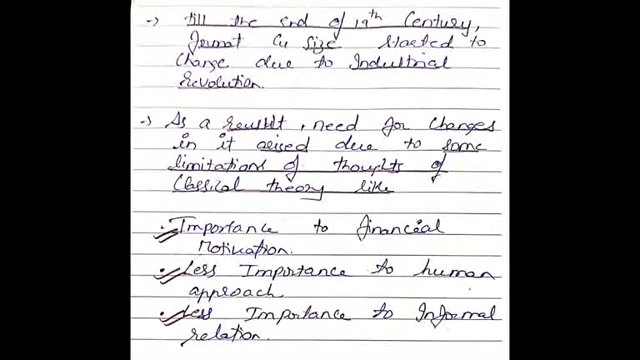 → till the end of 19th Century,
format & size started to
Change due to Industrial
revolution.
→ As a result, need for changes
in it arised due to some
limitations of thoughts of
Classical theory like
• Importance to financial
Motivation.
• Less Importance to human
approach.
• Less Importance to Informal
relation.